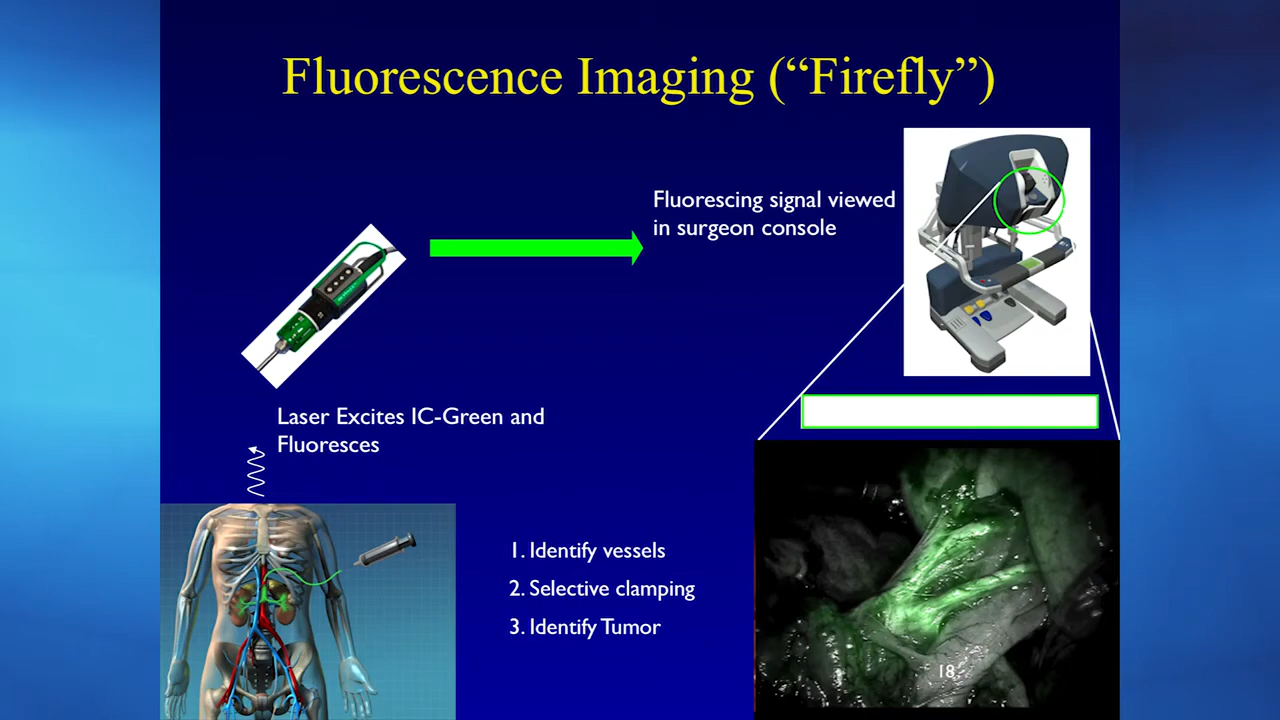 Fluorescence Imaging (“Firefly”)
Fluorescing signal viewed
in surgeon console
Laser Excites IC-Green and
Fluoresces
1. Identify vessels
2. Selective clamping
3. Identify Tumor
18